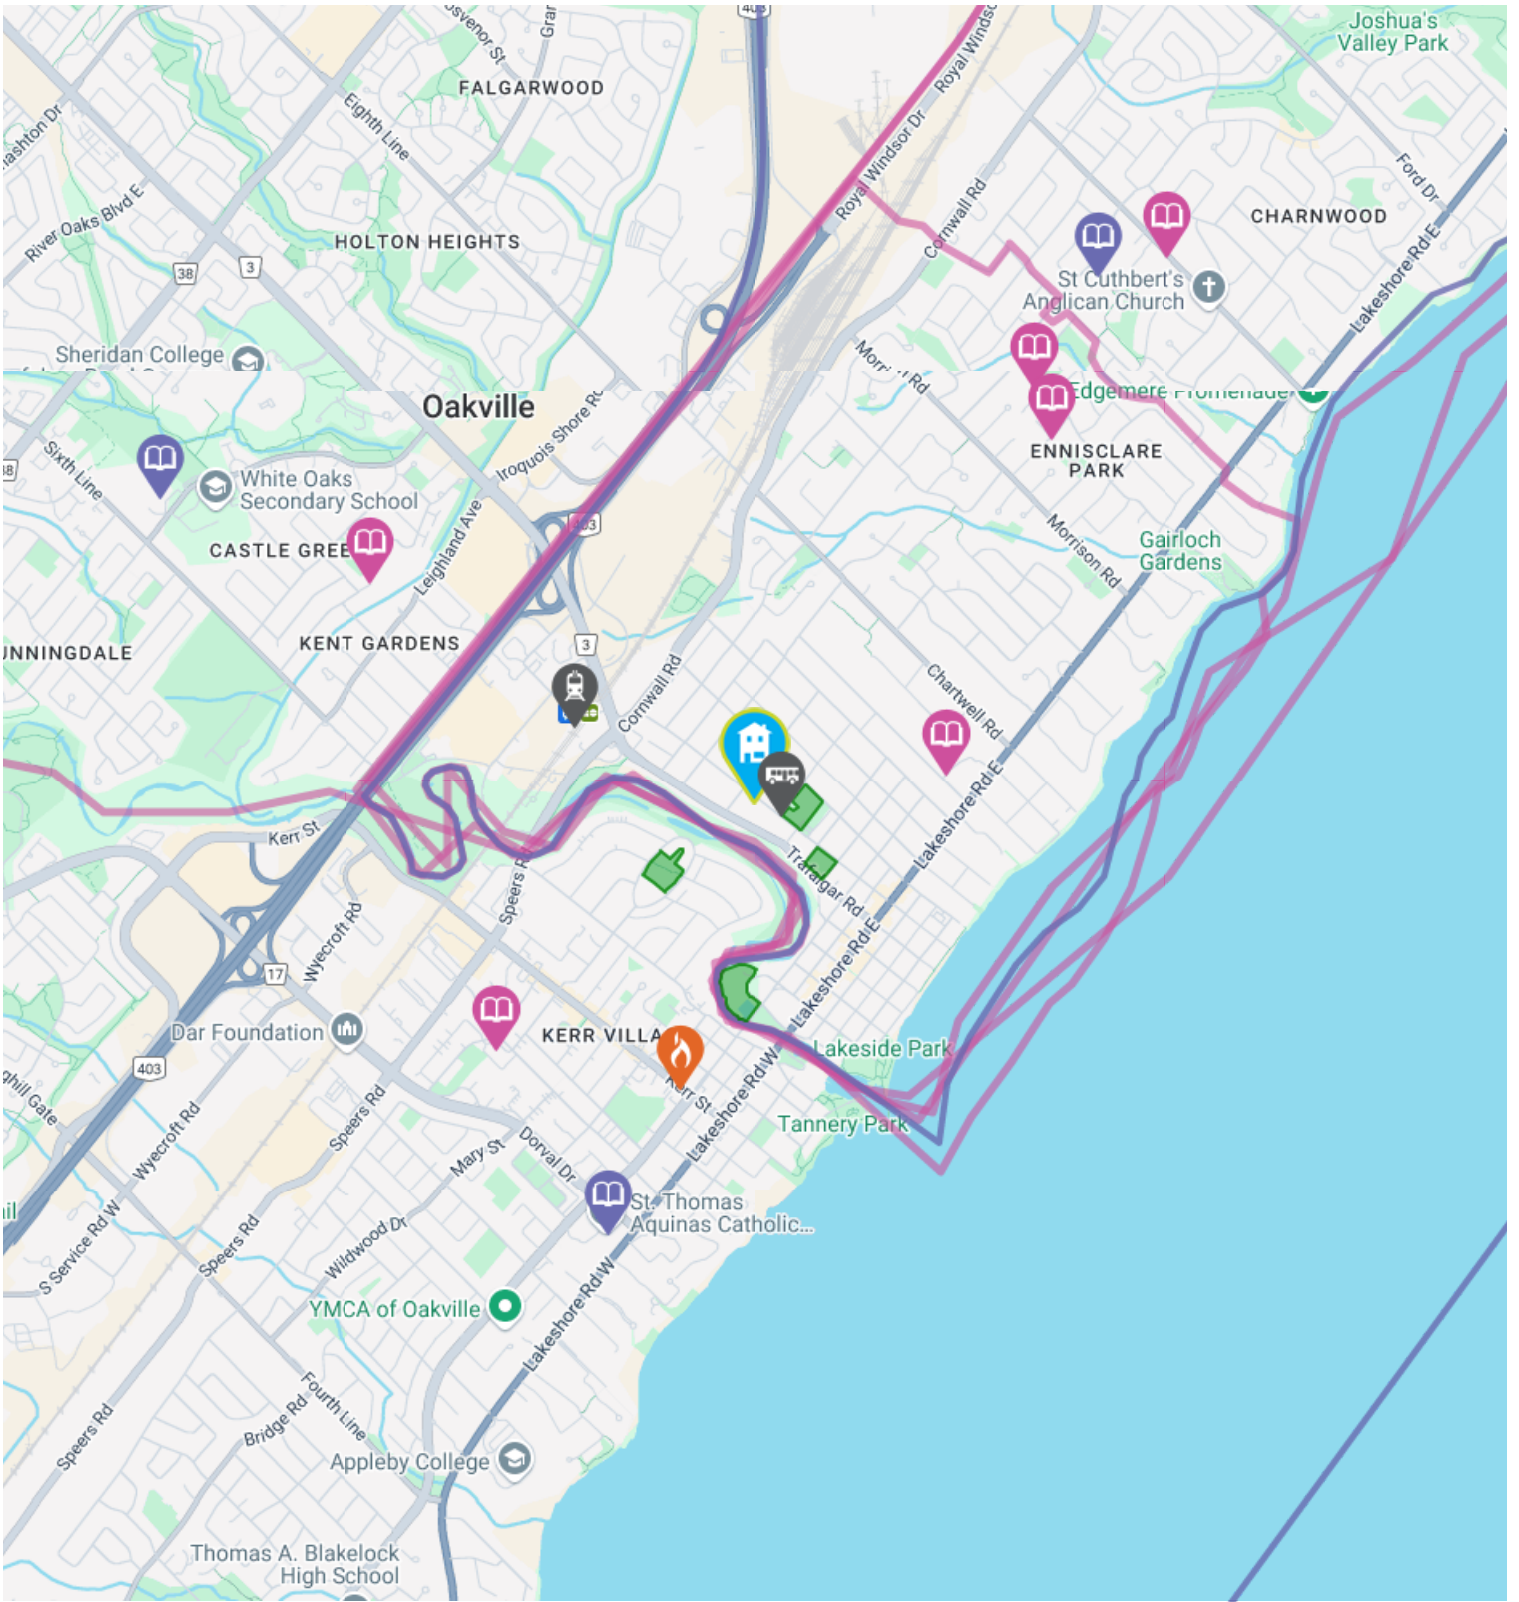 403
Joshua's
Valley Park
Royal Windsor Dr
FALGARWOOD
Eighth Line
Royal Windsor Dr
Ford Dr
River Oaks Blvd E
Cornwall Rd
CHARNWOOD
HOLTON HEIGHTS
38
3
St Cuthbert's
Anglican Church
Lakeshore Rd E
Sheridan College
Edgemere Promenade
Oakville
Iroquois Shore Rd
Sixth Line
ENNISCLARE
PARK
White Oaks
Secondary School
403
Morrison Rd
Gairloch
Gardens
Leighland Ave
KENT GARDENS
3
Cornwall Rd
Chartwell Rd
Lakeshore Rd E
Kerr St
Trafalgar Rd
Speers Rd
Lakeshore Rd E
Wyecroft Rd
17
Dar Foundation
KERR VILLA
Lakeside Park
403
Kerr St
Lakeshore Rd W
Tannery Park
Speers Rd
Wyecroft Rd
Mary St
Dorval Dr
St. Thomas
Aquinas Catholic...
S Service Rd W
Speers Rd
Wildwood Dr
YMCA of Oakville
Lakeshore Rd W
Fourth Line
Bridge Rd
Speers Rd
Appleby College
Thomas A. Blakelock
High School